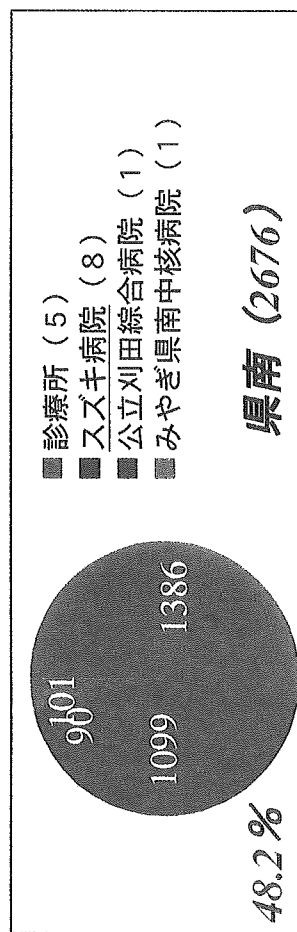 ■診療所（5）
■スズキ病院（8）
■公立刈田綜合病院（1）
■みやぎ県南中核病院（1）
県南（2676）
101
90
1099
1386
48.2%